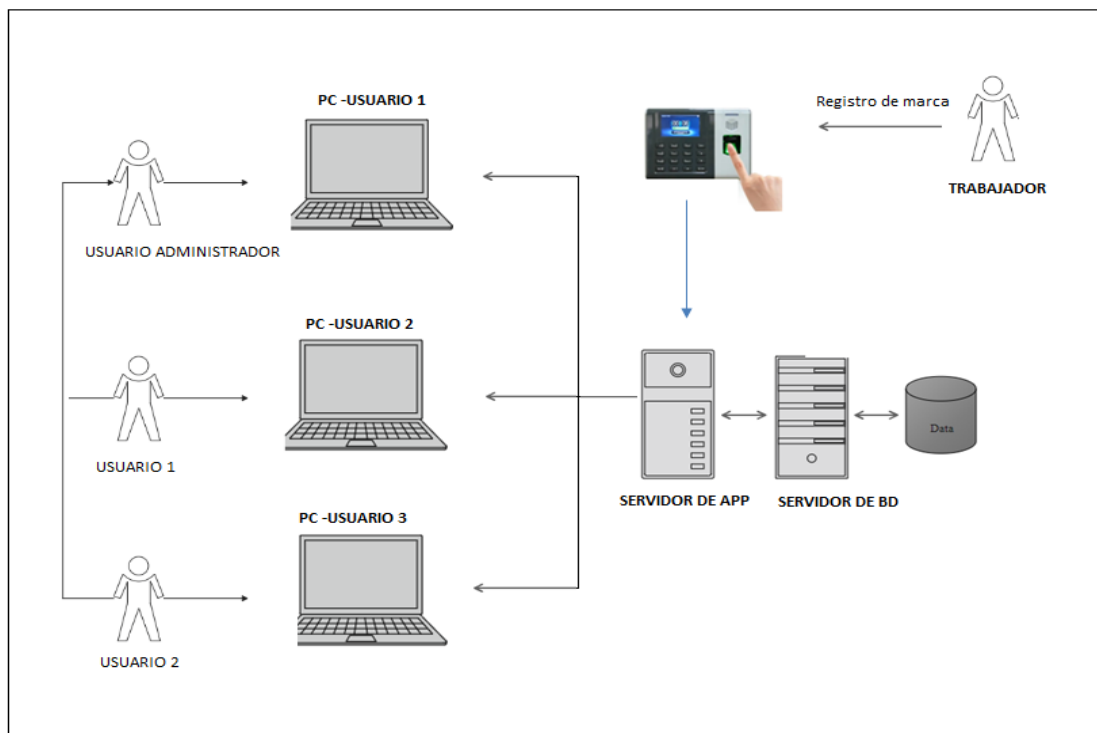 PC -USUARIO 1
Registro de marca
TRABAJADOR
USUARIO ADMINISTRADOR
PC -USUARIO 2
Data
USUARIO 1
SERVIDOR DE APP
SERVIDOR DE BD
PC -USUARIO 3
USUARIO 2